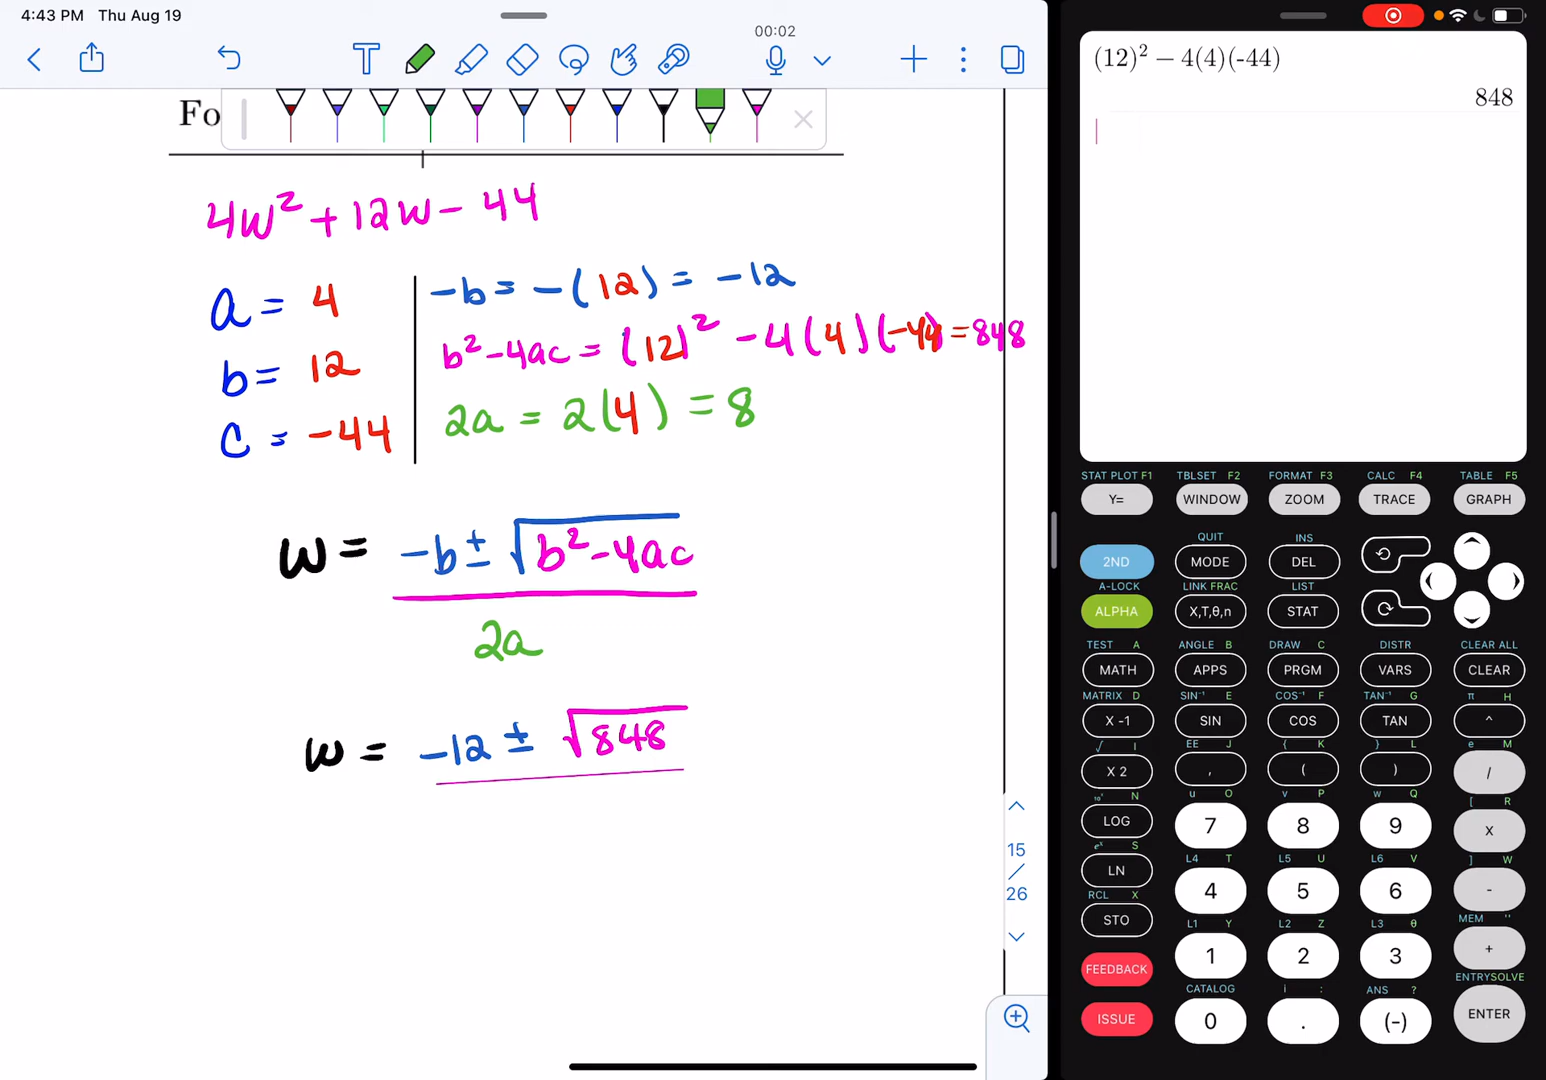 4:43 PM Thu Aug 19
00:02
Fo
4w² + 12w - 44
a = 4
b = 12
c = -44
-b = -(12) = -12
b² - 4ac = (12)² - 4(4)(-44) = 848
2a = 2(4) = 8
w = -b ± √b² - 4ac
2a
w = -12 ± √848
15
/
26
(12)² – 4(4)(-44)
848
STAT PLOT F1 TBLSET F2 FORMAT F3 CALC F4 TABLE F5
Y= WINDOW ZOOM TRACE GRAPH
QUIT INS
2ND MODE DEL
A-LOCK LINK FRAC LIST
ALPHA X,T,θ,n STAT
TEST A ANGLE B DRAW C DISTR CLEAR ALL
MATH APPS PRGM VARS CLEAR
MATRIX D SIN⁻¹ E COS⁻¹ F TAN⁻¹ G π H
X -1 SIN COS TAN ^
√ I EE J { K } L e M
X 2 , ( ) /
10ˣ N u O v P w Q [ R
LOG 7 8 9 X
eˣ S L4 T L5 U L6 V ] W
LN 4 5 6 -
RCL X L1 Y L2 Z L3 θ MEM "
STO 1 2 3 +
FEEDBACK
CATALOG i : ANS ? ENTRY SOLVE
ISSUE 0 . (-) ENTER